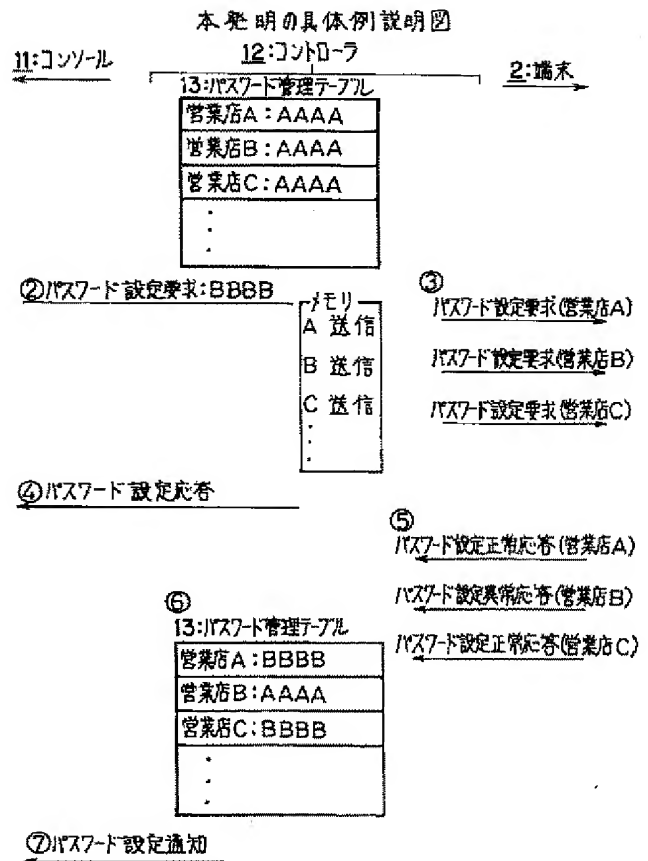 本発明の具体例説明図
11:コンソール
12:コントローラ
2:端末
13:パスワード管理テーブル
営業店A:AAAA
営業店B:AAAA
営業店C:AAAA
・
・
・
②パスワード設定要求:BBBB
メモリ
A 送信
B 送信
C 送信
・
・
・
③
パスワード設定要求(営業店A)
パスワード設定要求(営業店B)
パスワード設定要求(営業店C)
④パスワード設定応答
⑤
パスワード設定正常応答(営業店A)
パスワード設定異常応答(営業店B)
パスワード設定正常応答(営業店C)
⑥
13:パスワード管理テーブル
営業店A:BBBB
営業店B:AAAA
営業店C:BBBB
・
・
・
⑦パスワード設定通知